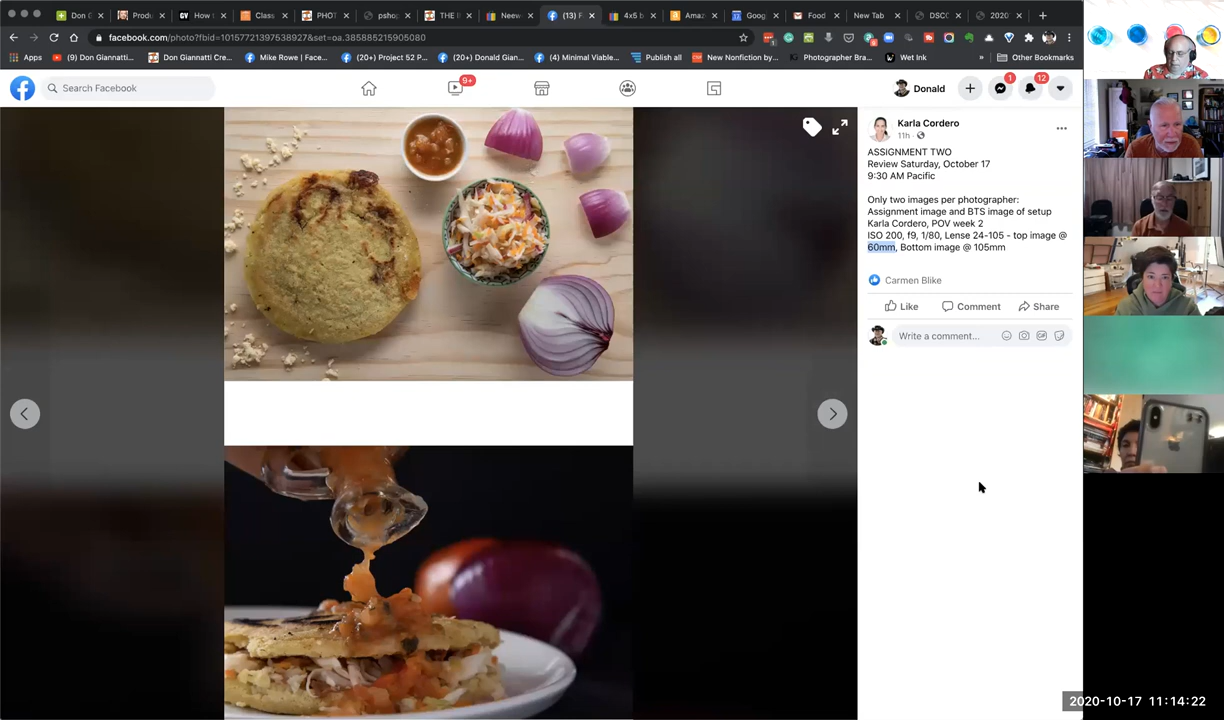 Don G
Produ
GV How t
Class
PHOT
pshop
THE I
Neew
(13) F
4x5 b
Amaz
Goog
Food
New Tab
DSCC
2020
facebook.com/photo?fbid=10157721397538927&set=oa.385885215905080
Apps
(9) Don Giannatti...
Don Giannatti Cre...
Mike Rowe | Face...
(20+) Project 52 P...
(20+) Donald Gian...
(4) Minimal Viable...
Publish all
New Nonfiction by...
Photographer Bra...
Wet Ink
Other Bookmarks
Search Facebook
9+
Donald
1
12
Karla Cordero
11h
ASSIGNMENT TWO
Review Saturday, October 17
9:30 AM Pacific
Only two images per photographer:
Assignment image and BTS image of setup
Karla Cordero, POV week 2
ISO 200, f9, 1/80, Lense 24-105 - top image @
60mm, Bottom image @ 105mm
Carmen Blike
Like
Comment
Share
Write a comment...
2020-10-17 11:14:22